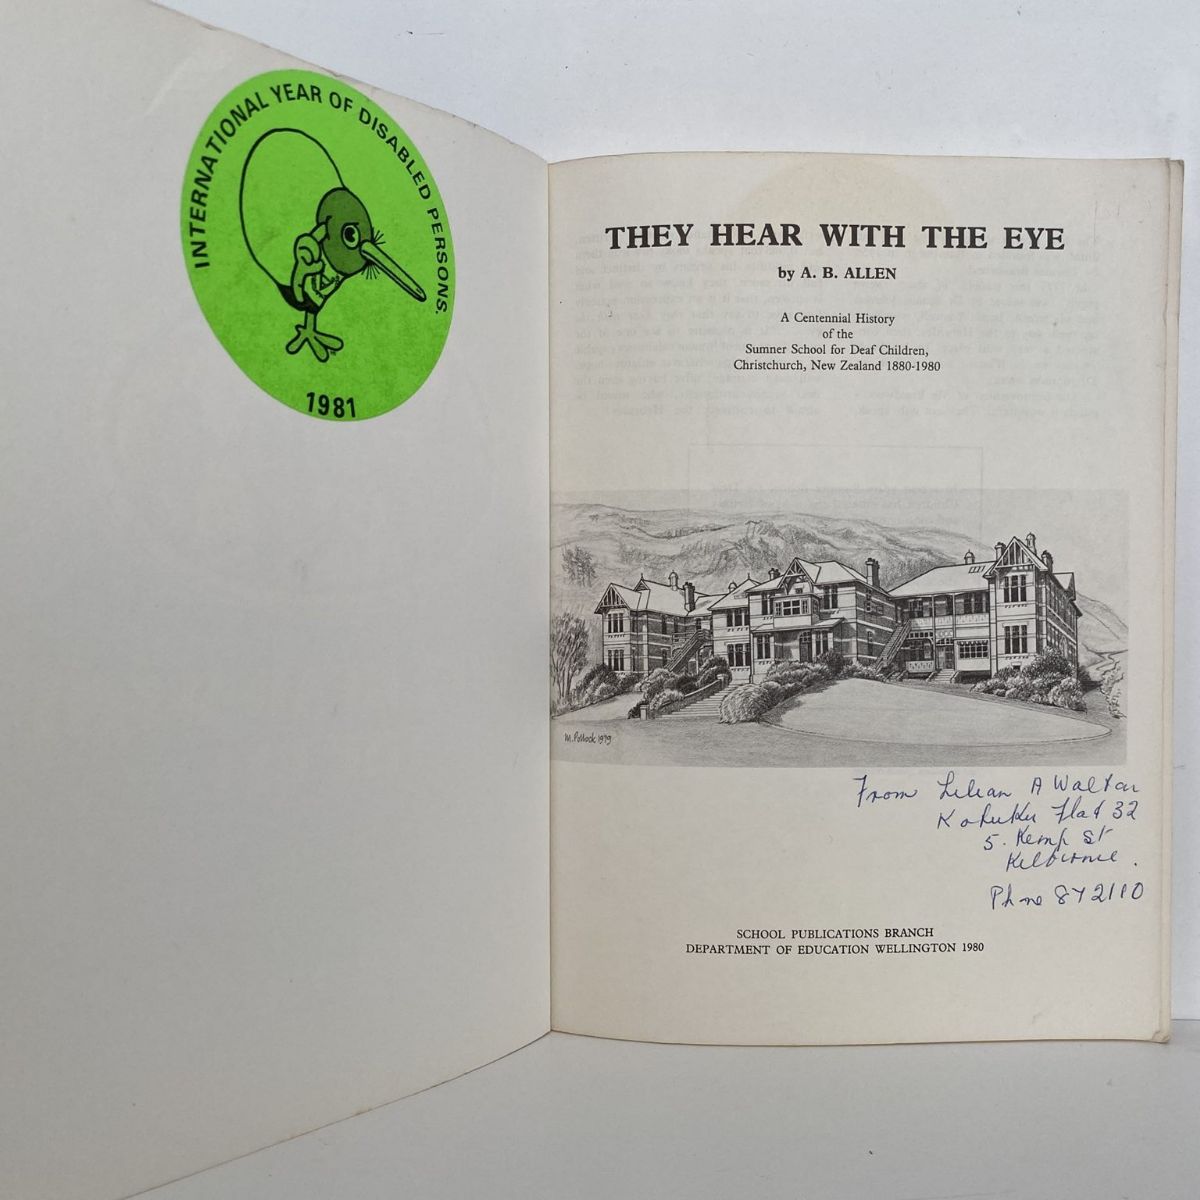 INTERNATIONAL YEAR OF DISABLED PERSONS.
1981
THEY HEAR WITH THE EYE
by A. B. ALLEN
A Centennial History
of the
Sumner School for Deaf Children,
Christchurch, New Zealand 1880-1980
M. Pollock 1979
From Lilian A Walter
Flat 32
5. Kemp St
Kilbirnie.
Phone 872110
SCHOOL PUBLICATIONS BRANCH
DEPARTMENT OF EDUCATION WELLINGTON 1980